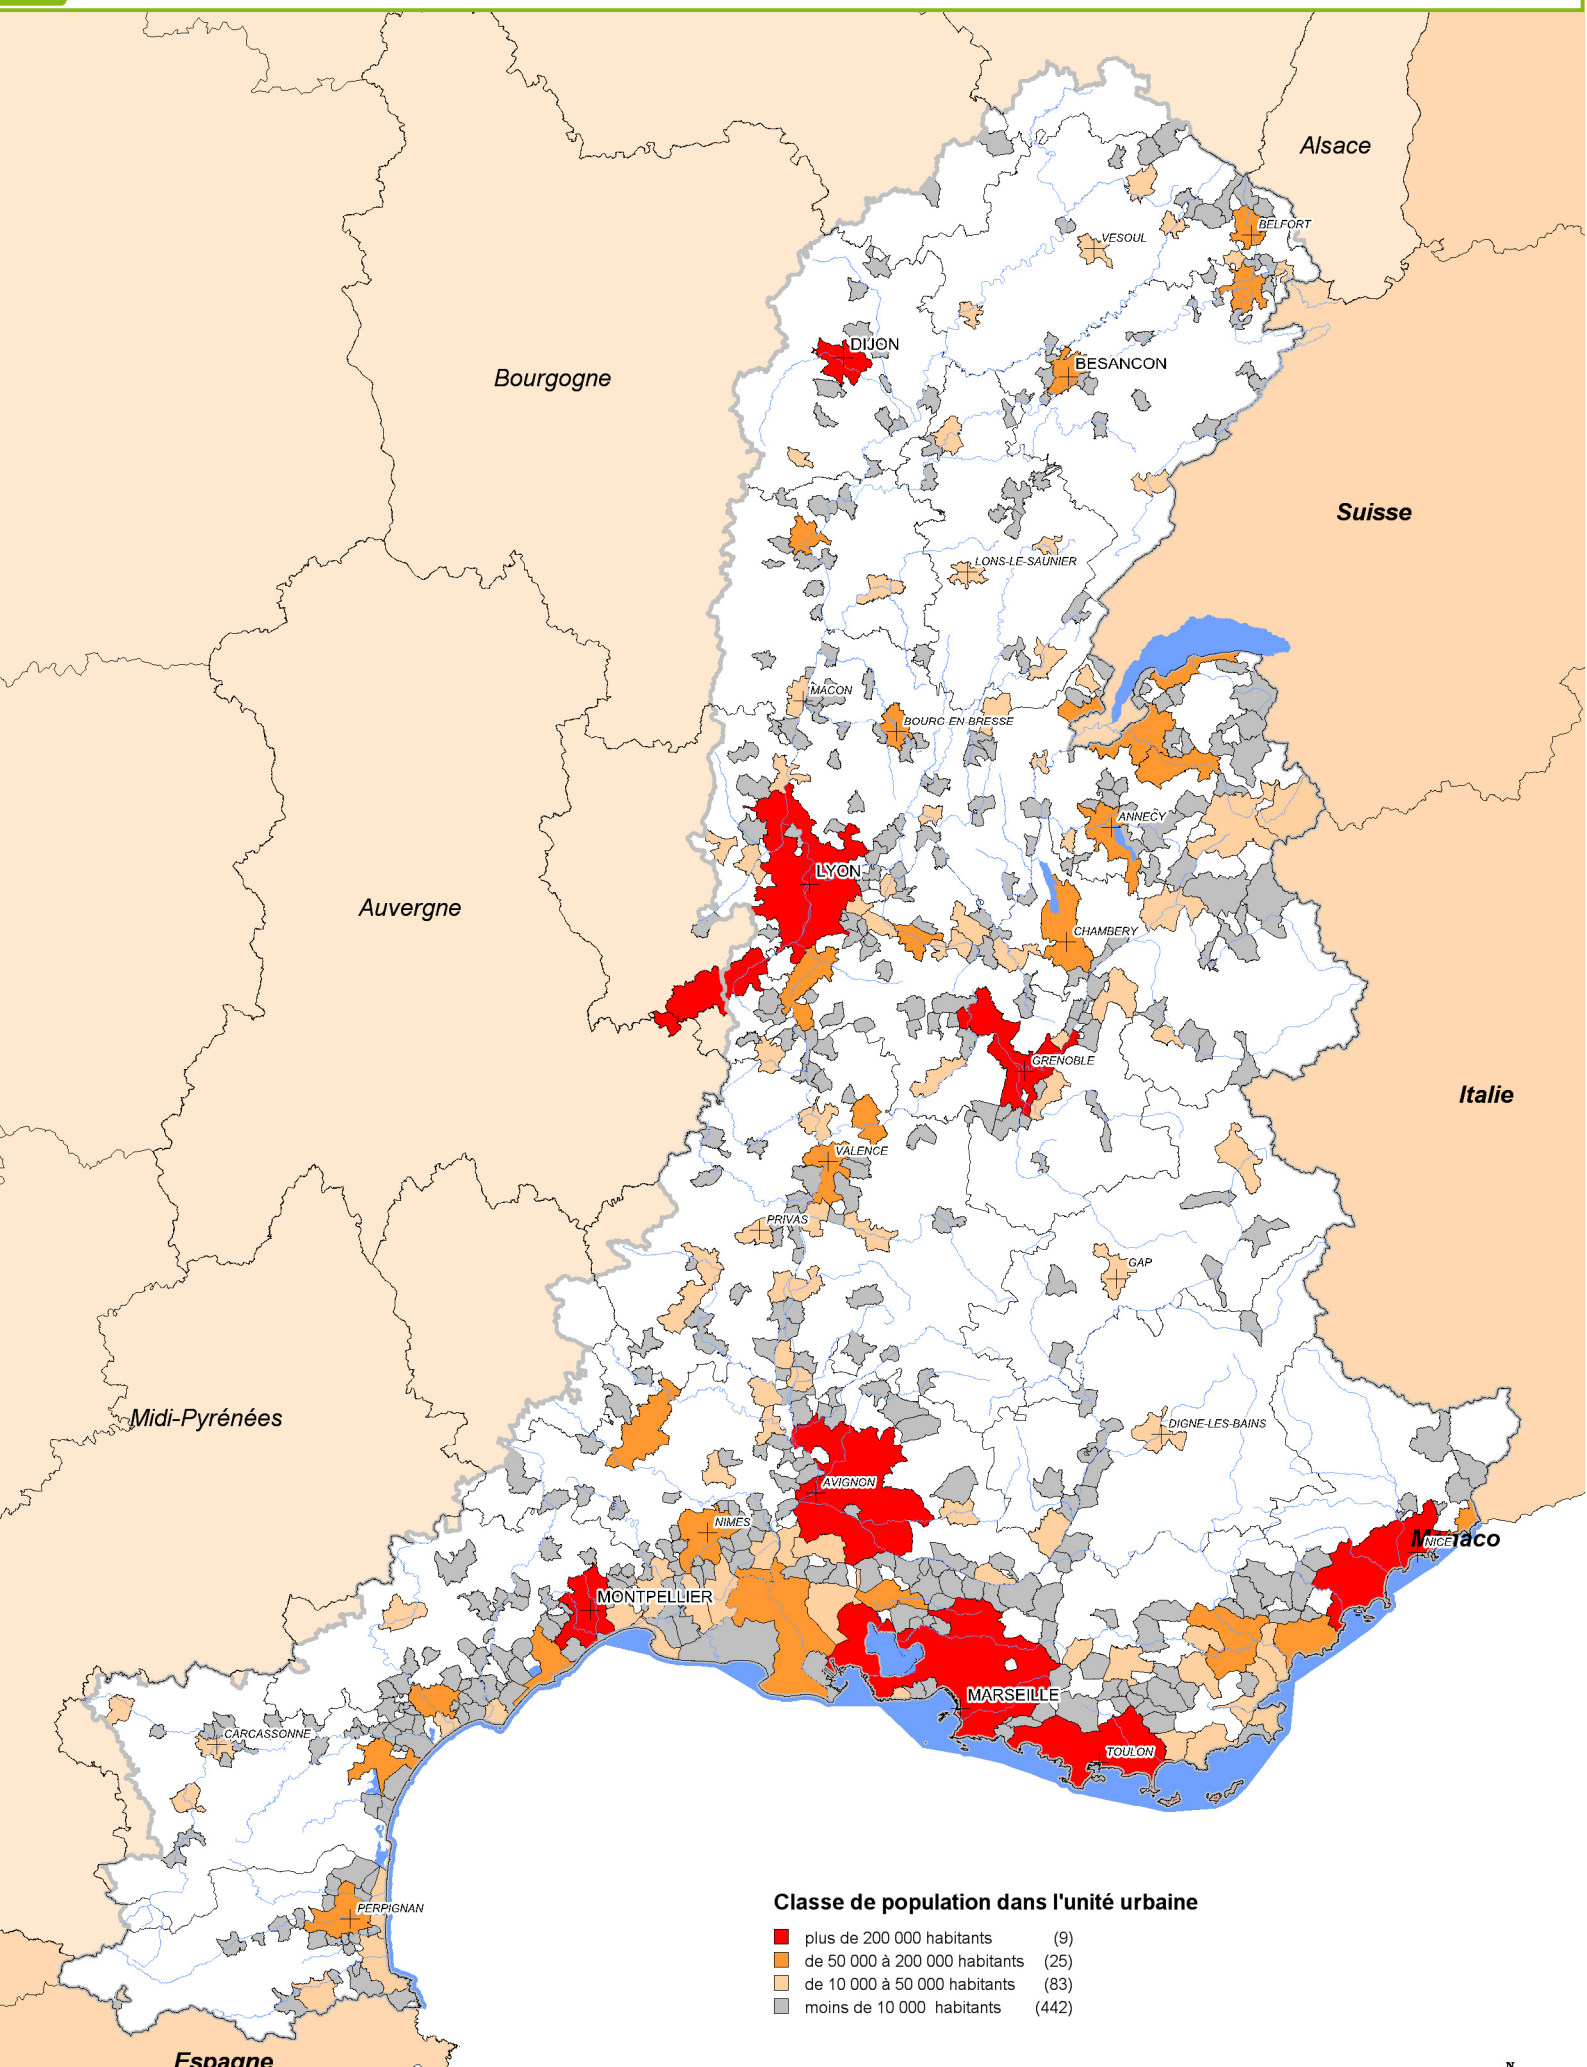 Alsace
BELFORT
VESOUL
DIJON
BESANCON
Bourgogne
Suisse
LONS-LE-SAUNIER
MACON
BOURG-EN-BRESSE
ANNECY
LYON
Auvergne
CHAMBERY
GRENOBLE
Italie
VALENCE
PRIVAS
GAP
Midi-Pyrénées
DIGNE-LES-BAINS
AVIGNON
NIMES
NICE
MONTPELLIER
MARSEILLE
CARCASSONNE
TOULON
PERPIGNAN
Classe de population dans l'unité urbaine
plus de 200 000 habitants (9)
de 50 000 à 200 000 habitants (25)
de 10 000 à 50 000 habitants (83)
moins de 10 000 habitants (442)
Espagne
N